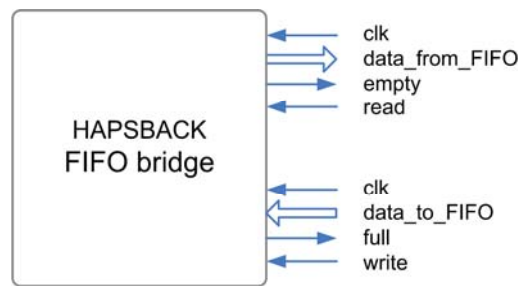 HAPSBACK
FIFO bridge
clk
data_from_FIFO
empty
read
clk
data_to_FIFO
full
write